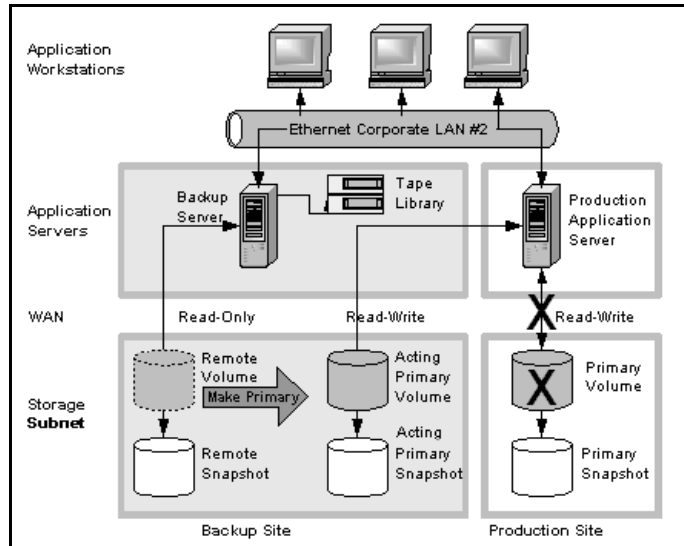 Application
Workstations
Ethernet Corporate LAN #2
Application
Servers
Backup
Server
Tape
Library
Production
Application
Server
WAN
Read-Only
Read-Write
X
Read-Write
Storage
Subnet
Remote
Volume
Make Primary
Acting
Primary
Volume
X
Primary
Volume
Remote
Snapshot
Acting
Primary
Snapshot
Primary
Snapshot
Backup Site
Production Site